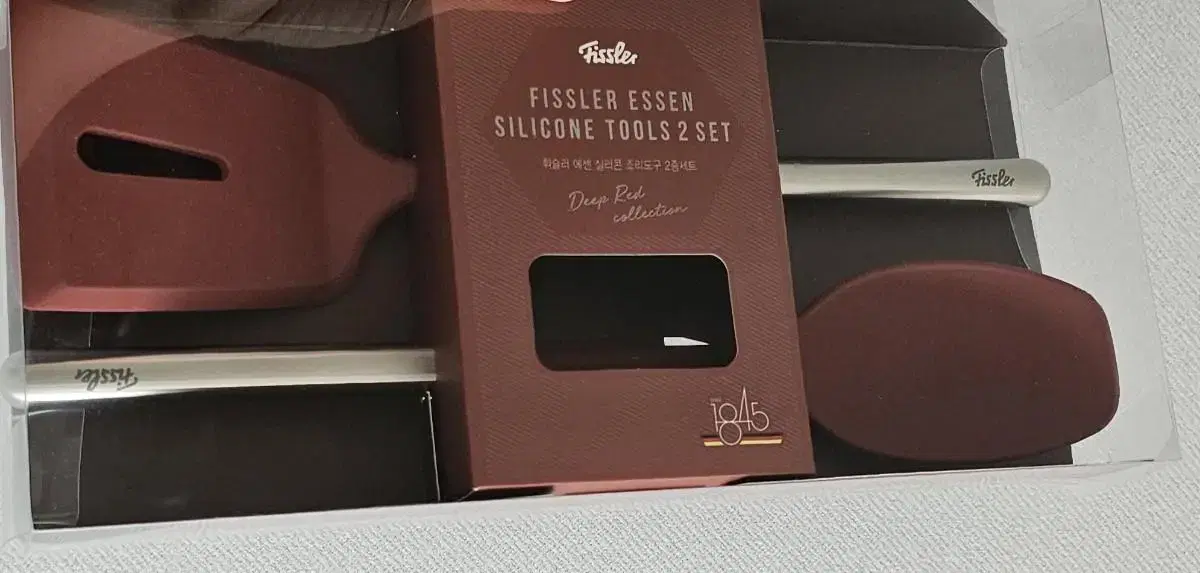 Fissler
FISSLER ESSEN
SILICONE TOOLS 2 SET
휘슬러 에센 실리콘 조리도구 2종세트
Deep Red
collection
Fissler
Fissler
SINCE
1845